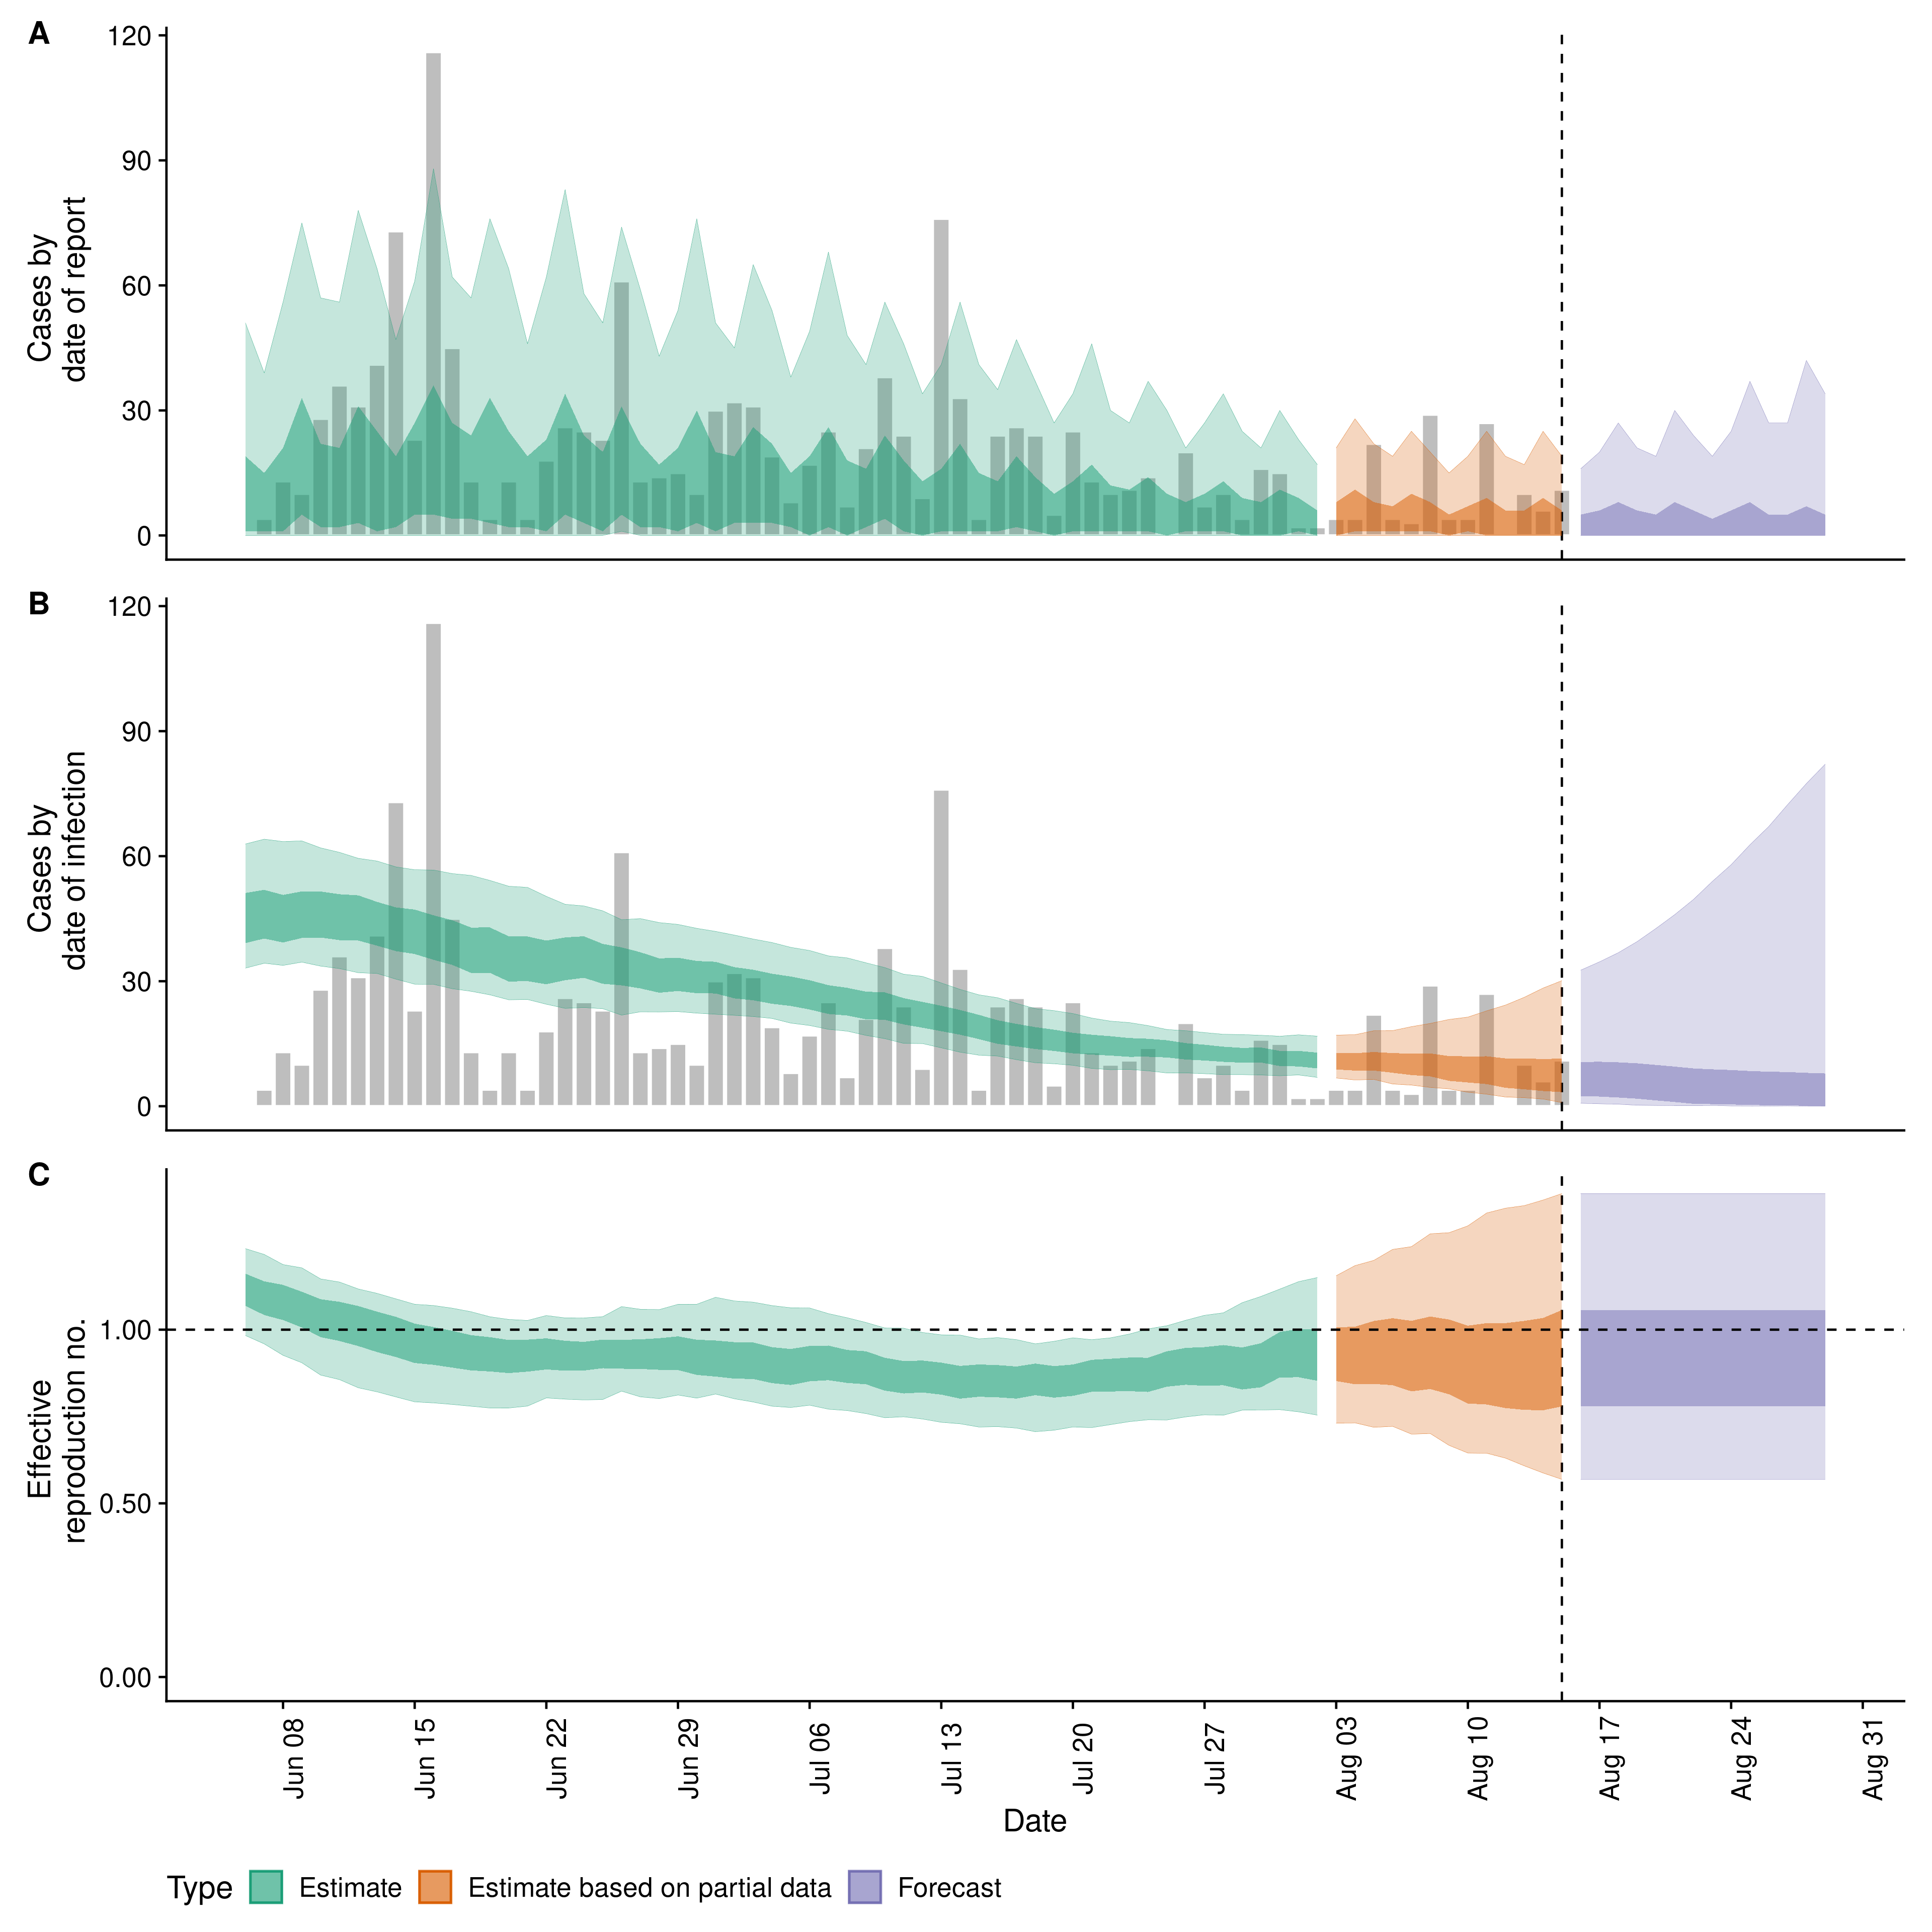 A
120
90
60
30
0
Cases by
date of report
B
120
90
60
30
0
Cases by
date of infection
C
1.00
0.50
0.00
Effective
reproduction no.
Jun 08
Jun 15
Jun 22
Jun 29
Jul 06
Jul 13
Jul 20
Jul 27
Aug 03
Aug 10
Aug 17
Aug 24
Aug 31
Date
Type Estimate Estimate based on partial data Forecast